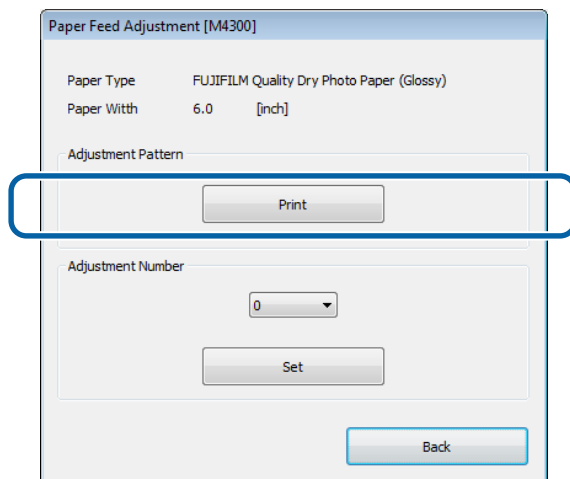 Paper Feed Adjustment [M4300]
Paper Type FUJIFILM Quality Dry Photo Paper (Glossy)
Paper Witth 6.0 [inch]
Adjustment Pattern
Print
Adjustment Number
0
Set
Back